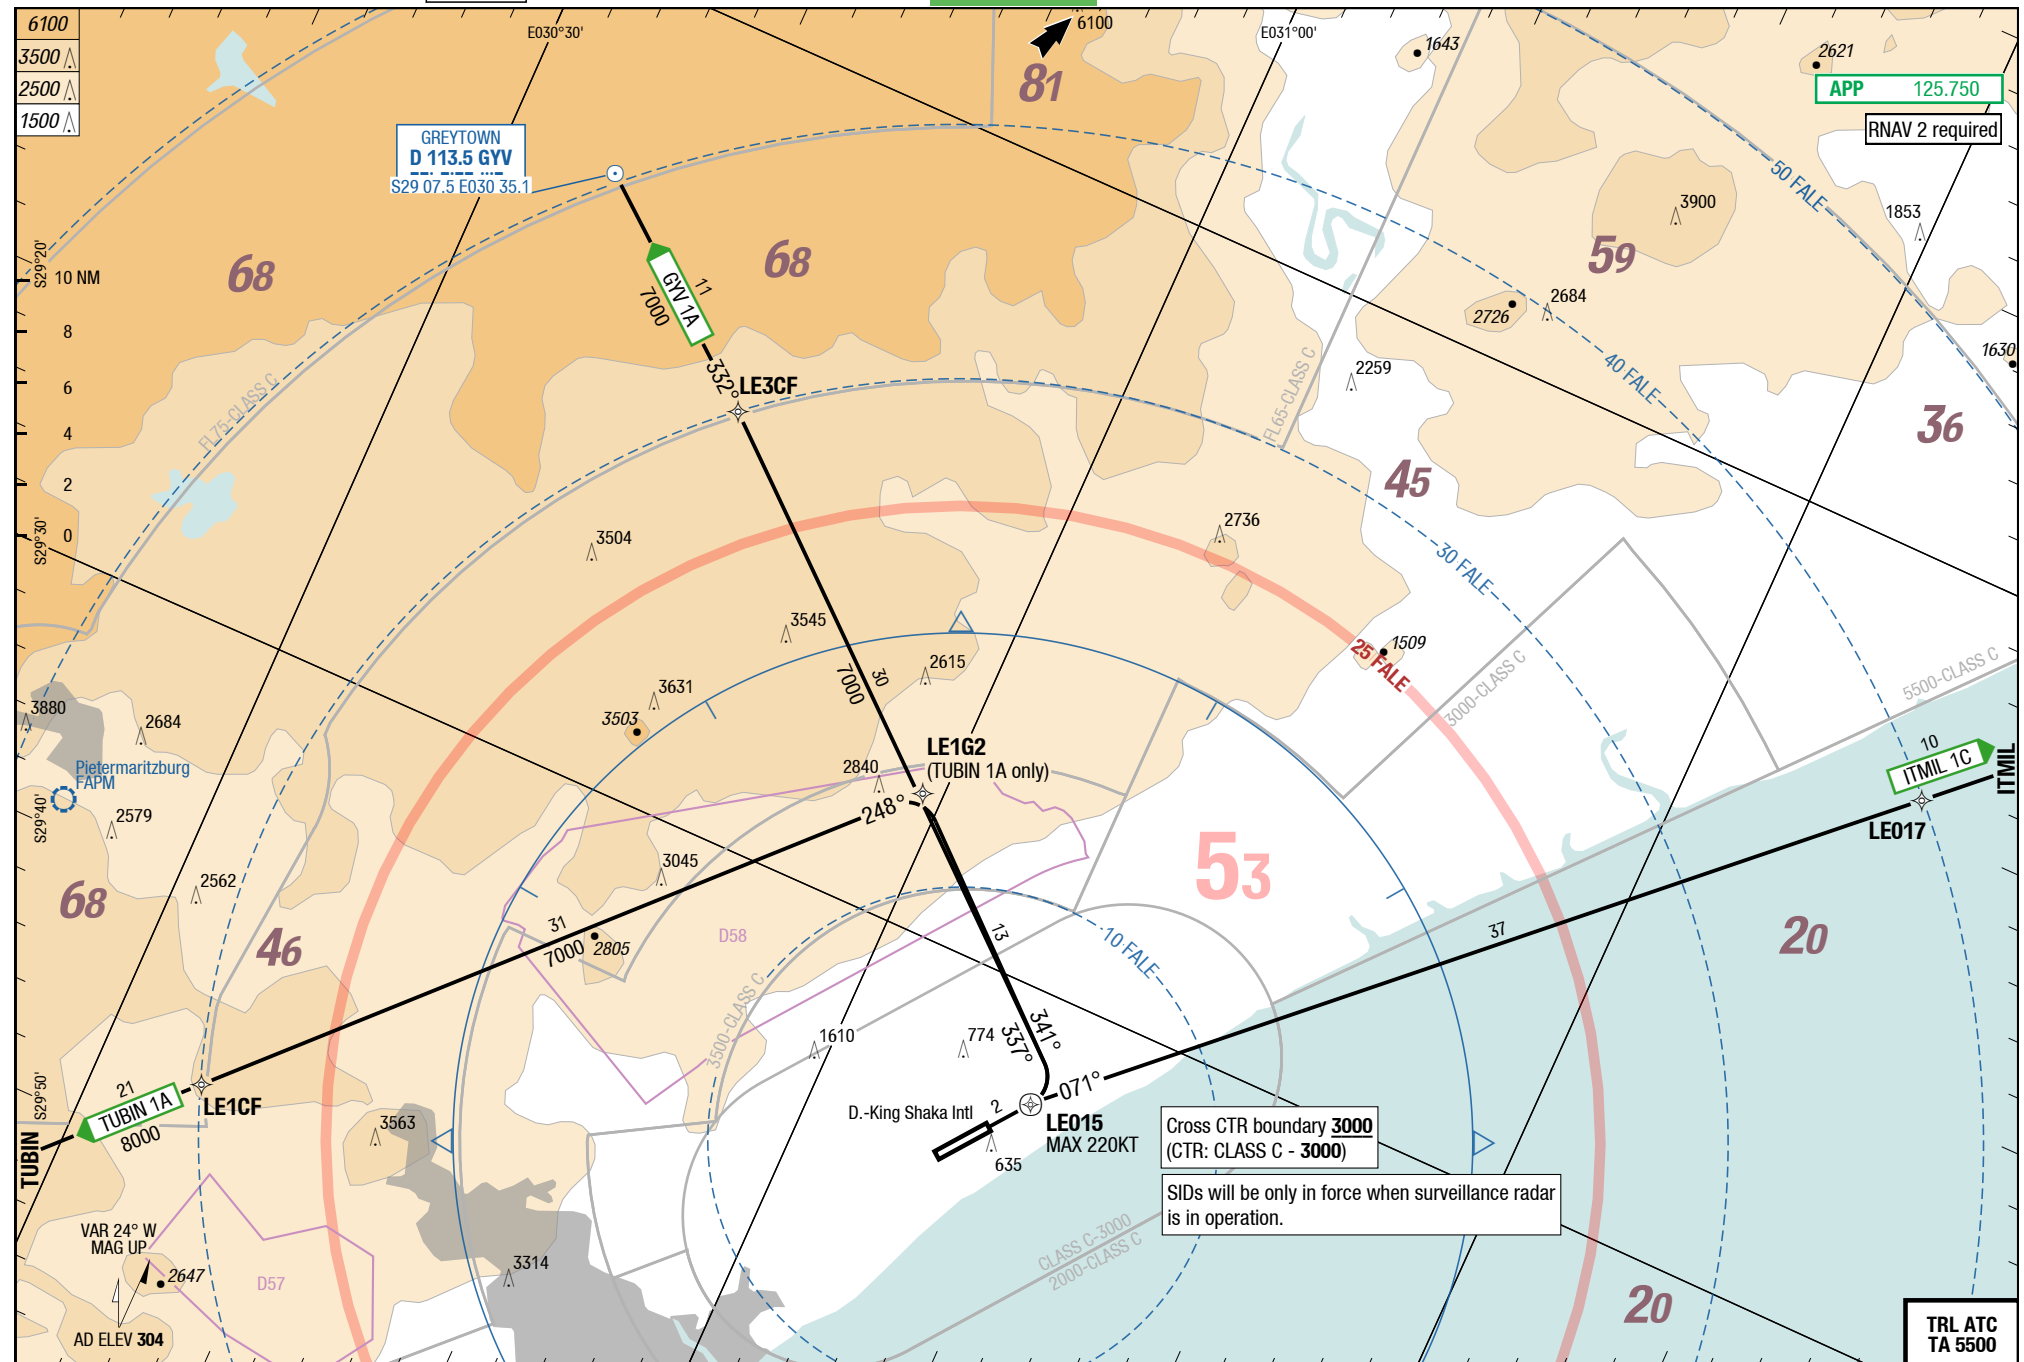 6100
3500
2500
1500
E030°30'
E031°00'
6100
81
1643
2621
APP 125.750
RNAV 2 required
GREYTOWN
D 113.5 GYV
S29 07.5 E030 35.1
50 FALE
3900
1853
59
S29°20'
10 NM
8
6
4
2
0
68
68
GYV 1A
11
7000
332°
LE3CF
2726
2684
1630
2259
40 FALE
36
FL75-CLASS C
FL65-CLASS C
45
S29°30'
3504
2736
30 FALE
3545
2615
30
7000
1509
25 FALE
3000-CLASS C
5500-CLASS C
3631
3503
3880
2684
Pietermaritzburg
FAPM
2579
S29°40'
LE1G2
(TUBIN 1A only)
2840
248°
10
ITMIL 1C
ITMIL
LE017
53
3045
2562
68
46
31
7000
2805
D58
13
10 FALE
37
20
3500-CLASS C
1610
774
341°
337°
071°
S29°50'
21
TUBIN 1A
8000
LE1CF
TUBIN
3563
D.-King Shaka Intl
2
LE015
MAX 220KT
635
Cross CTR boundary 3000
(CTR: CLASS C - 3000)
SIDs will be only in force when surveillance radar
is in operation.
VAR 24° W
MAG UP
2647
D57
3314
CLASS C-3000
2000-CLASS C
20
AD ELEV 304
TRL ATC
TA 5500